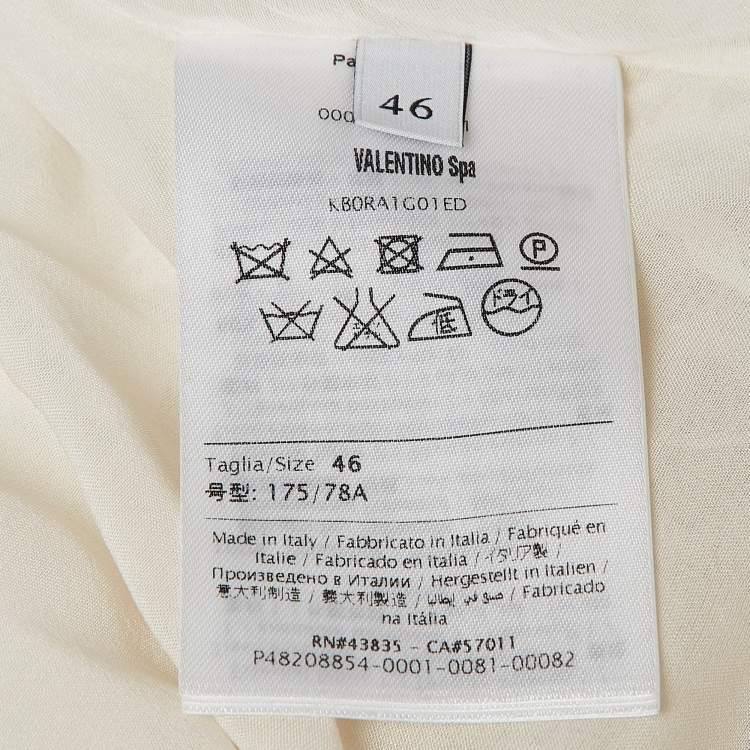 Pa
46
000
VALENTINO Spa
KB0RA1G01ED
P
ドライ
低
Taglia/Size 46
号型: 175/78A
Made in Italy / Fabbricato in Italia / Fabriqué en
Italie / Fabricado en italia / イタリア製 /
Произведено в Италии / Hergestellt in Italien /
意大利制造 / 義大利製造 / صنع في إيطاليا / Fabricado
na Itália
RN#43835 - CA#57011
P48208854-0001-0081-00082